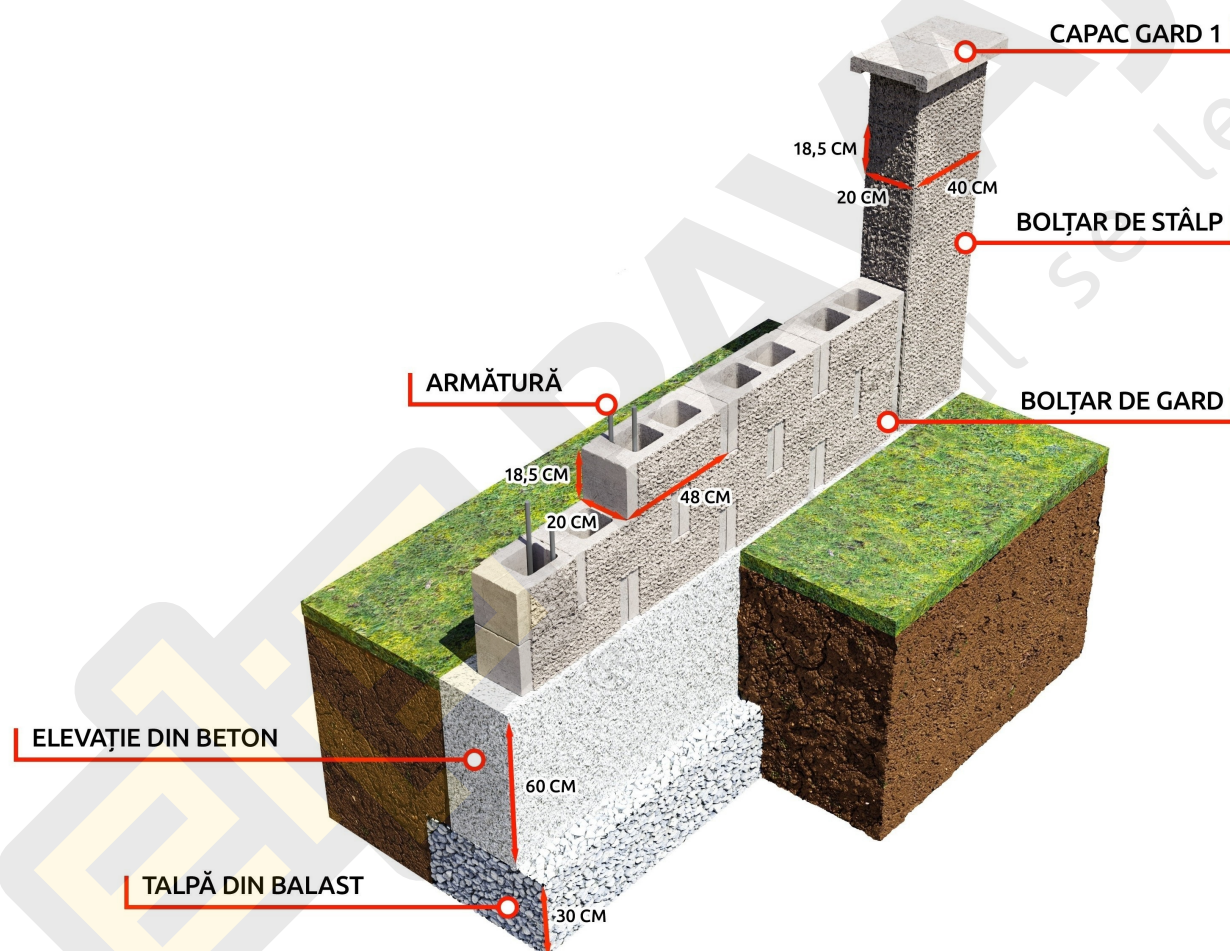 CAPAC GARD 1
18,5 CM
20 CM
40 CM
BOLȚAR DE STÂLP
ARMĂTURĂ
BOLȚAR DE GARD
18,5 CM
20 CM
48 CM
ELEVAȚIE DIN BETON
60 CM
TALPĂ DIN BALAST
30 CM